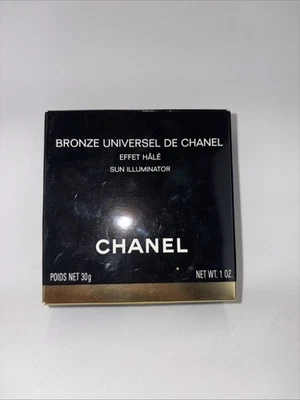 BRONZE UNIVERSEL DE CHANEL
EFFET HÂLÉ
SUN ILLUMINATOR
CHANEL
POIDS NET 30g NET WT. 1 OZ.